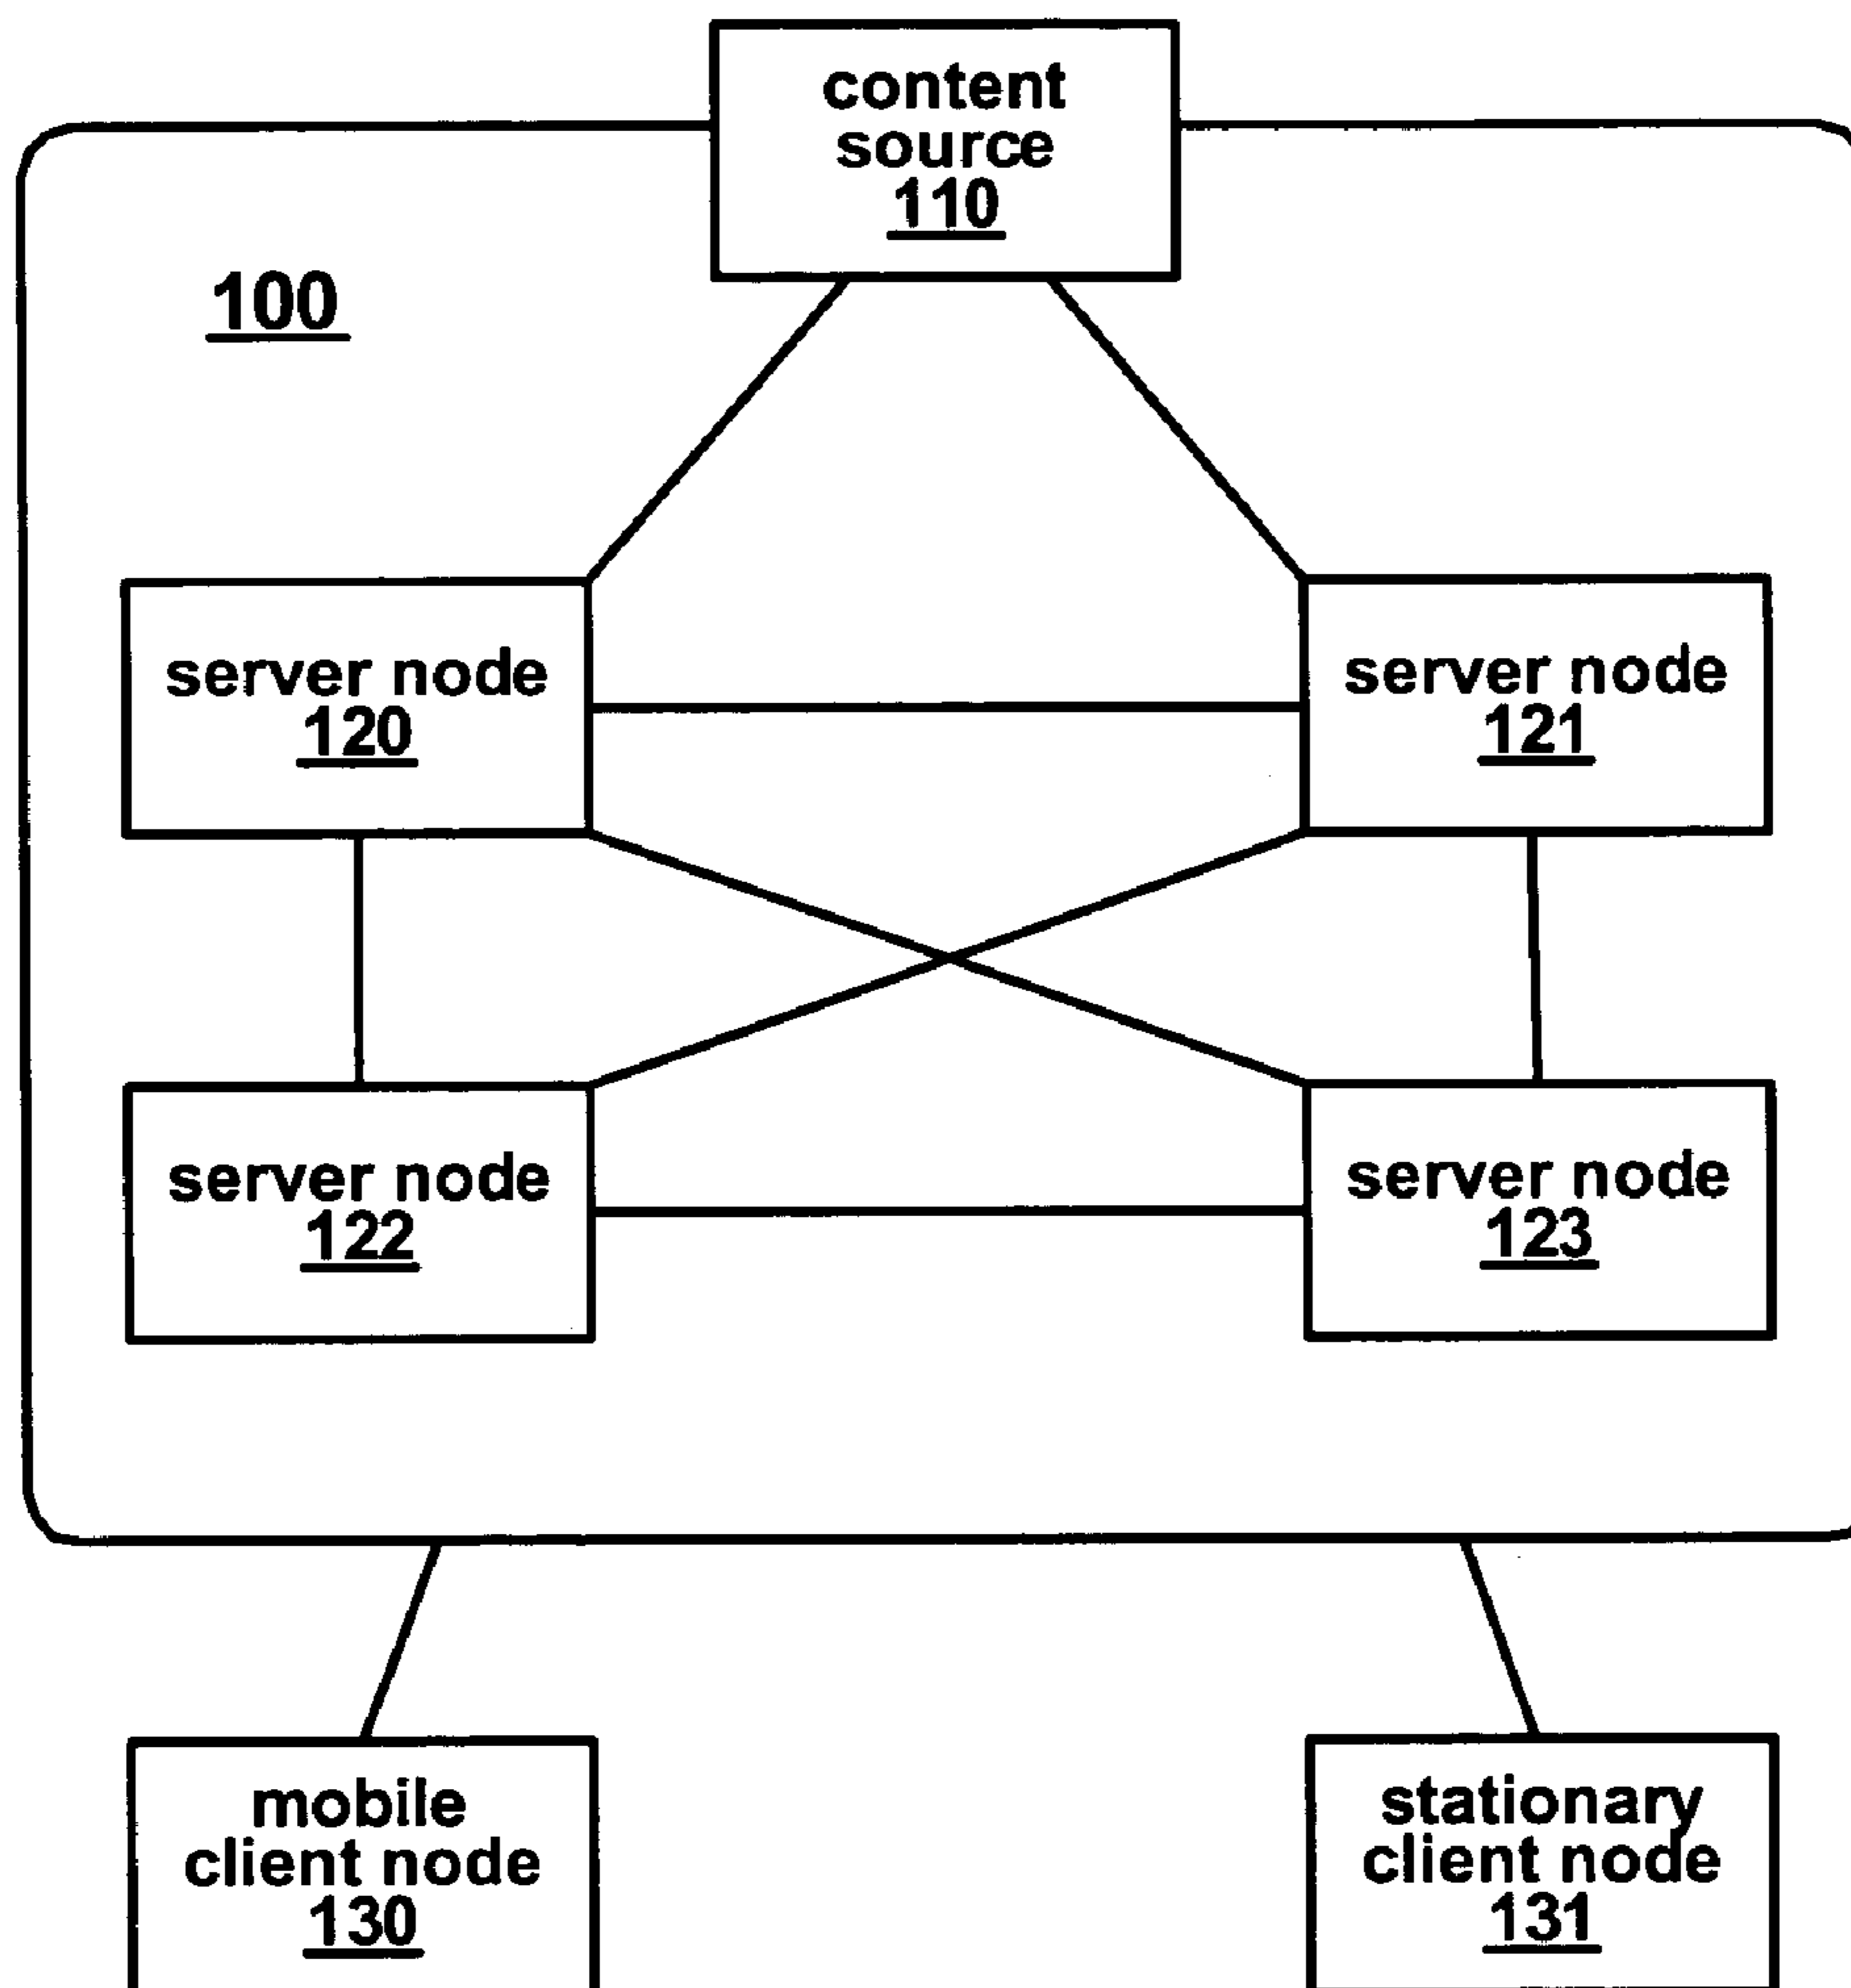 content
source
110
100
server node
120
server node
121
server node
122
server node
123
mobile
client node
130
stationary
client node
131